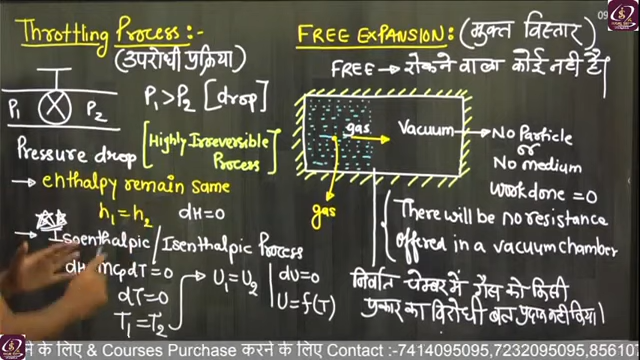 Throttling Process:-
(उपरोधी प्रक्रिया)
P₁ P₂
P₁ > P₂ [drop]
[Highly Irreversible
Process]
Pressure drop
→ enthalpy remain same
h₁ = h₂ dH=0
→ Isoenthalpic / Isenthalpic Process
dH = mCpdT=0
dT=0
T₁ = T₂
→ U₁ = U₂
dU=0
U=f(T)
FREE EXPANSION: (मुक्त विस्तार)
FREE → रोकने वाला कोई नहीं है।
gas
Vacuum → No Particle
or
No medium
workdone = 0
gas
There will be no resistance
offered in a vacuum chamber
निर्वात चेम्बर में गैस को किसी
प्रकार का विरोधी बल प्रदान नहीं किया।
के लिए & Courses Purchase करने के लिए Contact :-7414095095,7232095095,856101
09